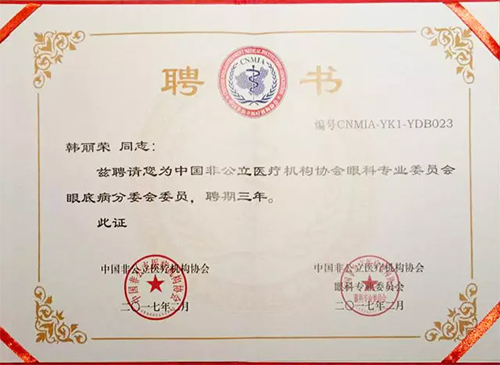 聘 书
CNMIA
编号CNMIA-YK1-YDB023
韩丽荣 同志：
兹聘请您为中国非公立医疗机构协会眼科专业委员会
眼底病分委会委员，聘期三年。
此证
中国非公立医疗机构协会 中国非公立医疗机构协会
眼科专业委员会
二〇一七年二月 二〇一七年二月